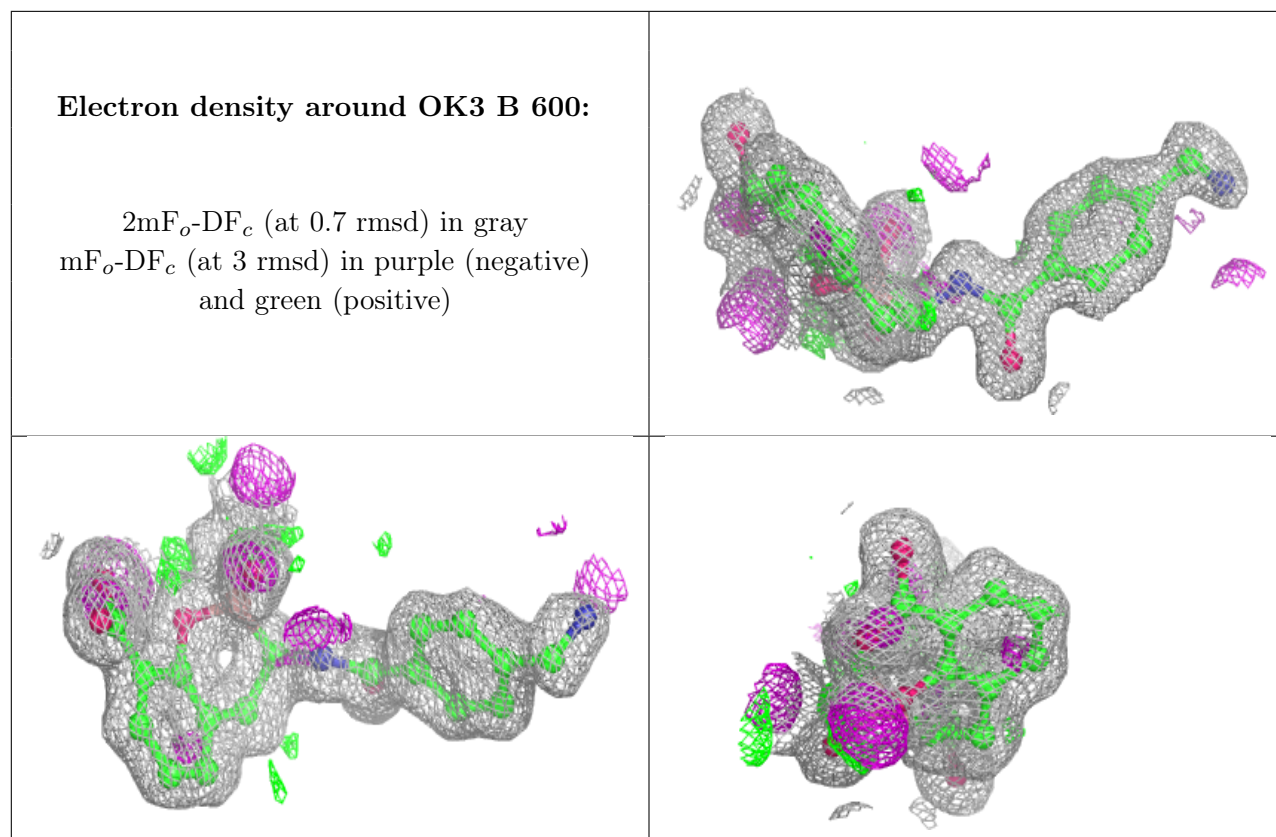 Electron density around OK3 B 600:
2mFo-DFc (at 0.7 rmsd) in gray
mFo-DFc (at 3 rmsd) in purple (negative)
and green (positive)